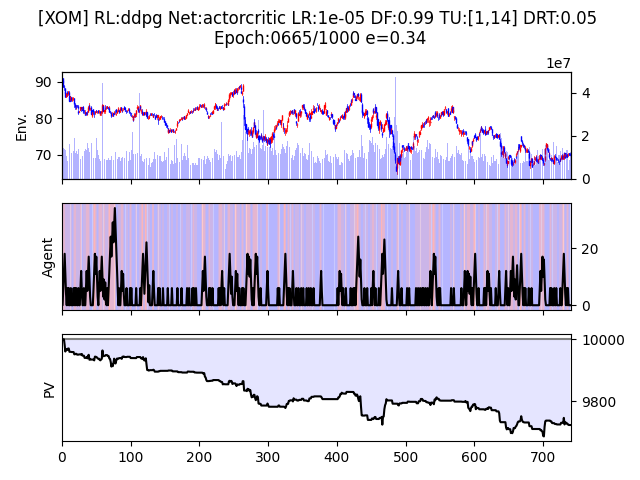 [XOM] RL:ddpg Net:actorcritic LR:1e-05 DF:0.99 TU:[1,14] DRT:0.05
Epoch:0665/1000 e=0.34
1e7
90
80
70
Env.
4
2
0
Agent
20
0
PV
10000
9800
0 100 200 300 400 500 600 700